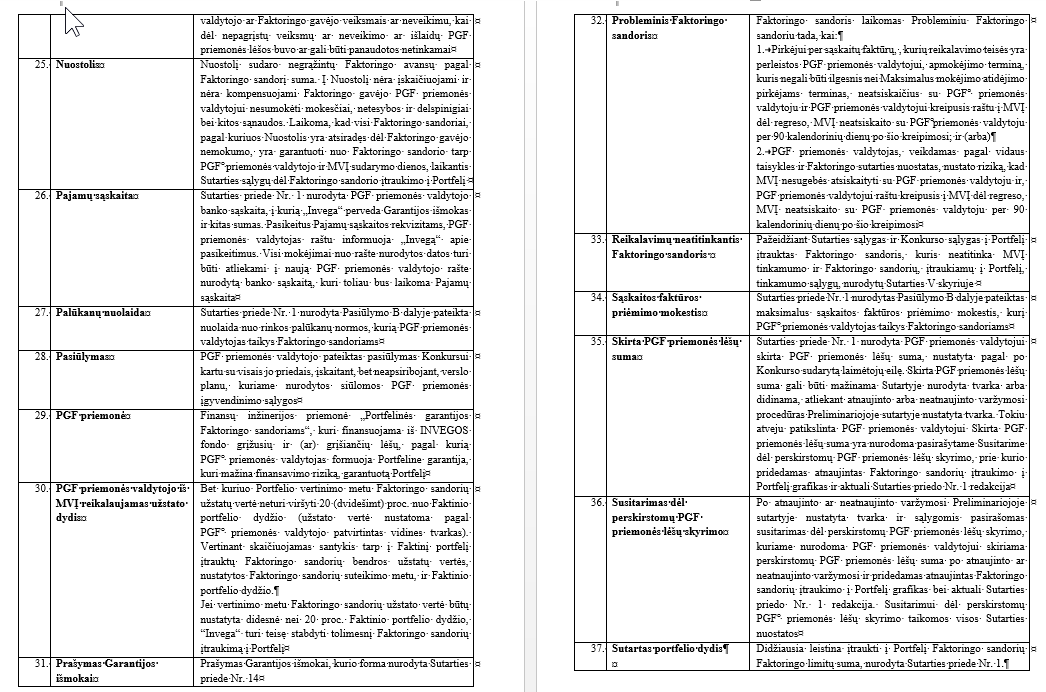 valdytojo ar Faktoringo gavėjo veiksmais ar neveikimu, kai
dėl nepagrįstų veiksmų ar neveikimo ar išlaidų PGF
priemonės lėšos buvo ar gali būti panaudotos netinkamai¤
25. Nuostolis¤
Nuostolį sudaro negrąžintų Faktoringo avansų pagal
Faktoringo sandorį suma. Į Nuostolį nėra įskaičiuojami ir
nėra kompensuojami Faktoringo gavėjo PGF priemonės
valdytojui nesumokėti mokesčiai, netesybos ir delspinigiai
bei kitos sąnaudos. Laikoma, kad visi Faktoringo sandoriai,
pagal kuriuos Nuostolis yra atsiradęs dėl Faktoringo gavėjo
nemokumo, yra garantuoti nuo Faktoringo sandorio tarp
PGF priemonės valdytojo ir MVĮ sudarymo dienos, laikantis
Sutarties sąlygų dėl Faktoringo sandorio įtraukimo į Portfelį¤
26. Pajamų sąskaita¤
Sutarties priede Nr. 1 nurodyta PGF priemonės valdytojo
banko sąskaita, į kurią „Invega“ perveda Garantijos išmokas
ir kitas sumas. Pasikeitus Pajamų sąskaitos rekvizitams, PGF
priemonės valdytojas raštu informuoja „Invegą“ apie
pasikeitimus. Visi mokėjimai nuo rašte nurodytos datos turi
būti atliekami į naują PGF priemonės valdytojo rašte
nurodytą banko sąskaitą, kuri toliau bus laikoma Pajamų
sąskaita¤
27. Palūkanų nuolaida¤
Sutarties priede Nr. 1 nurodyta Pasiūlymo B dalyje pateikta
nuolaida nuo rinkos palūkanų normos, kurią PGF priemonės
valdytojas taikys Faktoringo sandoriams¤
28. Pasiūlymas¤
PGF priemonės valdytojo pateiktas pasiūlymas Konkursui
kartu su visais jo priedais, įskaitant, bet neapsiribojant, verslo
planu, kuriame nurodytos siūlomos PGF priemonės
įgyvendinimo sąlygos¤
29. PGF priemonė¤
Finansų inžinerijos priemonė „Portfelinės garantijos
Faktoringo sandoriams“, kuri finansuojama iš INVEGOS
fondo grįžusių ir (ar) grįšiančių lėšų, pagal kurią
PGF priemonės valdytojas formuoja Portfelinę garantiją,
kuri mažina finansavimo riziką, garantuotą Portfelį¤
30. PGF priemonės valdytojo iš
MVĮ reikalaujamas užstato
dydis¤
Bet kuriuo Portfelio vertinimo metu Faktoringo sandorių
užstatų vertė neturi viršyti 20 (dvidešimt) proc. nuo Faktinio
portfelio dydžio (užstato vertė nustatoma pagal
PGF priemonės valdytojo patvirtintas vidines tvarkas).
Vertinant skaičiuojamas santykis tarp į Faktinį portfelį
įtrauktų Faktoringo sandorių bendros užstatų vertės,
nustatytos Faktoringo sandorių suteikimo metu, ir Faktinio
portfelio dydžio.¶
Jei vertinimo metu Faktoringo sandorių užstato vertė būtų
nustatyta didesnė nei 20 proc. Faktinio portfelio dydžio,
“Invega“ turi teisę stabdyti tolimesnį Faktoringo sandorių
įtraukimą į Portfelį¤
31. Prašymas Garantijos
išmokai¤
Prašymas Garantijos išmokai, kurio forma nurodyta Sutarties
priede Nr. 14¤
32. Probleminis Faktoringo
sandoris¤
Faktoringo sandoris laikomas Probleminiu Faktoringo
sandoriu tada, kai:¶
1. Pirkėjui per sąskaitų faktūrų, , kurių reikalavimo teisės yra
perleistos PGF priemonės valdytojui, apmokėjimo terminą,
kuris negali būti ilgesnis nei Maksimalus mokėjimo atidėjimo
pirkėjams terminas, neatsiskaičius su PGF priemonės
valdytoju ir PGF priemonės valdytojui kreipusis raštu į MVĮ
dėl regreso, MVĮ neatsiskaito su PGF priemonės valdytoju
per 90 kalendorinių dienų po šio kreipimosi; ir (arba)¶
2. PGF priemonės valdytojas, veikdamas pagal vidaus
taisykles ir Faktoringo sutarties nuostatas, nustato riziką, kad
MVĮ nesugebės atsiskaityti su PGF priemonės valdytoju ir,
PGF priemonės valdytojui raštu kreipusis į MVĮ dėl regreso,
MVĮ neatsiskaito su PGF priemonės valdytoju per 90
kalendorinių dienų po šio kreipimosi¤
33. Reikalavimų neatitinkantis
Faktoringo sandoris¤
Pažeidžiant Sutarties sąlygas ir Konkurso sąlygas į Portfelį
įtrauktas Faktoringo sandoris, kuris neatitinka MVĮ
tinkamumo ir Faktoringo sandorių, įtraukiamų į Portfelį,
tinkamumo sąlygų, nurodytų Sutarties V skyriuje¤
34. Sąskaitos faktūros
priėmimo mokestis¤
Sutarties priede Nr. 1 nurodytas Pasiūlymo B dalyje pateiktas
maksimalus sąskaitos faktūros priėmimo mokestis, kurį
PGF priemonės valdytojas taikys Faktoringo sandoriams¤
35. Skirta PGF priemonės lėšų
suma¤
Sutarties priede Nr. 1 nurodyta PGF priemonės valdytojui
skirta PGF priemonės lėšų suma, nustatyta pagal po
Konkurso sudarytą laimėtojų eilę. Skirta PGF priemonės lėšų
suma gali būti mažinama Sutartyje nurodyta tvarka arba
didinama, atliekant atnaujinto arba neatnaujinto varžymosi
procedūras Preliminariojoje sutartyje nustatyta tvarka. Tokiu
atveju patikslinta PGF priemonės valdytojui Skirta PGF
priemonės lėšų suma yra nurodoma pasirašytame Susitarime
dėl perskirstomų PGF priemonės lėšų skyrimo, prie kurio
pridedamas atnaujintas Faktoringo sandorių įtraukimo į
Portfelį grafikas ir aktuali Sutarties priedo Nr. 1 redakcija¤
36. Susitarimas dėl
perskirstomų PGF
priemonės lėšų skyrimo¤
Po atnaujinto ar neatnaujinto varžymosi Preliminariojoje
sutartyje nustatyta tvarka ir sąlygomis pasirašomas
susitarimas dėl perskirstomų PGF priemonės lėšų skyrimo,
kuriame nurodoma PGF priemonės valdytojui skiriama
perskirstomų PGF priemonės lėšų suma po atnaujinto ar
neatnaujinto varžymosi ir pridedamas atnaujintas Faktoringo
sandorių įtraukimo į Portfelį grafikas bei aktuali Sutarties
priedo Nr. 1 redakcija. Susitarimui dėl perskirstomų
PGF priemonės lėšų skyrimo taikomos visos Sutarties
nuostatos¤
37. Sutartas portfelio dydis¶
¤
Didžiausia leistina įtraukti į Portfelį Faktoringo sandorių
Faktoringo limitų suma, nurodyta Sutarties priede Nr. 1.¶